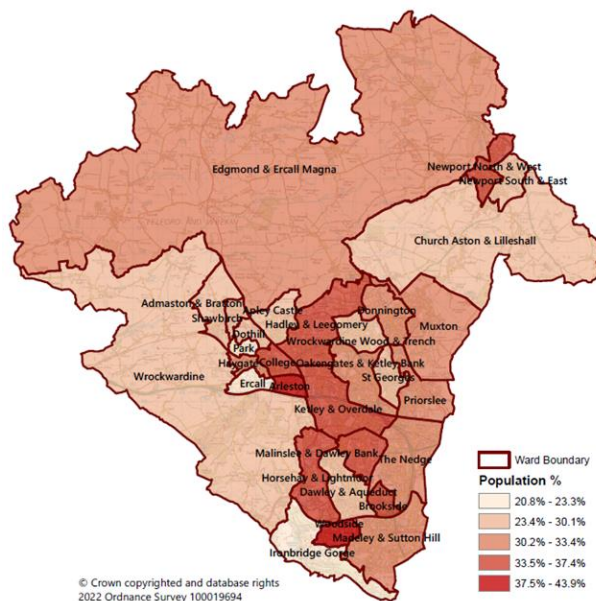 Edgmond & Ercall Magna
Newport North & West
Newport South & East
Church Aston & Lilleshall
Admaston & Bratton
Apley Castle
Donnington
Shawbirch
Hadley & Leegomery
Muxton
Dothill
Wrockwardine Wood & Trench
Park
Haygate
College
Oakengates & Ketley Bank
Wrockwardine
St Georges
Ercall
Arleston
Priorslee
Ketley & Overdale
Malinslee & Dawley Bank
The Nedge
Horsehay & Lightmoor
Dawley & Aqueduct
Brookside
Woodside
Madeley & Sutton Hill
Ironbridge Gorge
Ward Boundary
Population %
20.8% - 23.3%
23.4% - 30.1%
30.2% - 33.4%
33.5% - 37.4%
37.5% - 43.9%
© Crown copyrighted and database rights
2022 Ordnance Survey 100019694